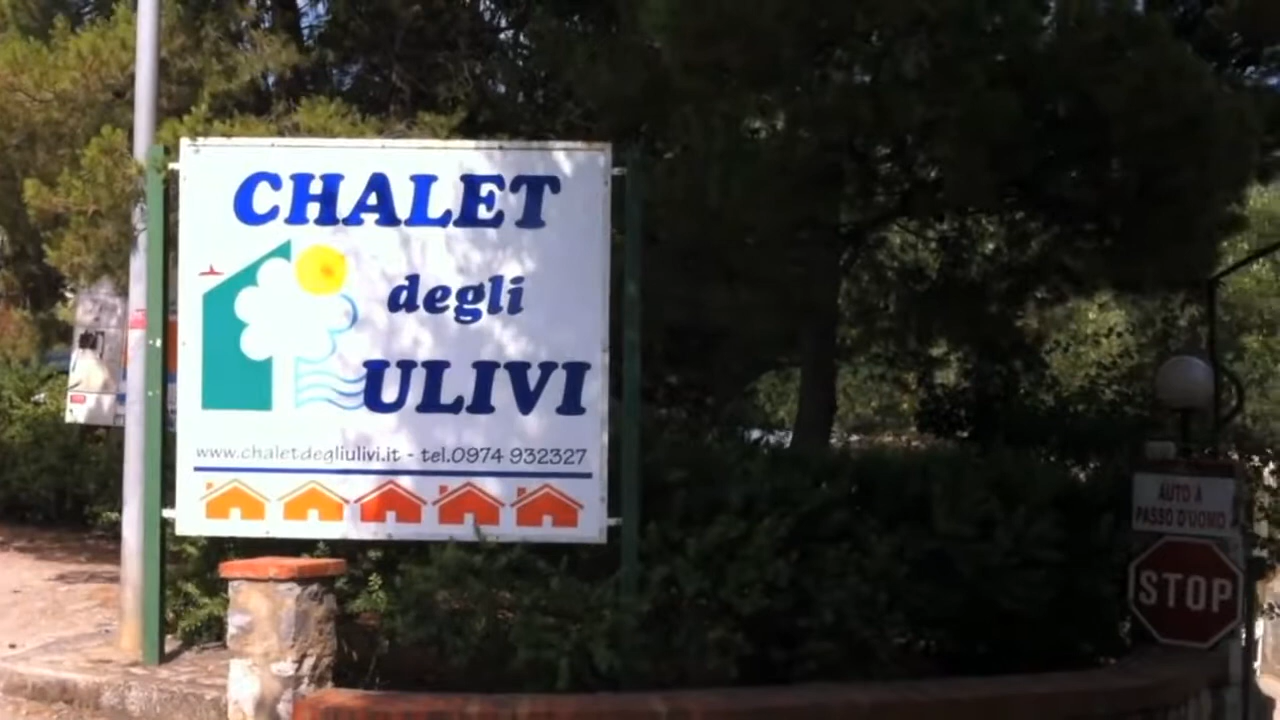 CHALET
degli
ULIVI
www.chaletdegliulivi.it - tel.0974 932327
AUTO A
PASSO D'UOMO
STOP